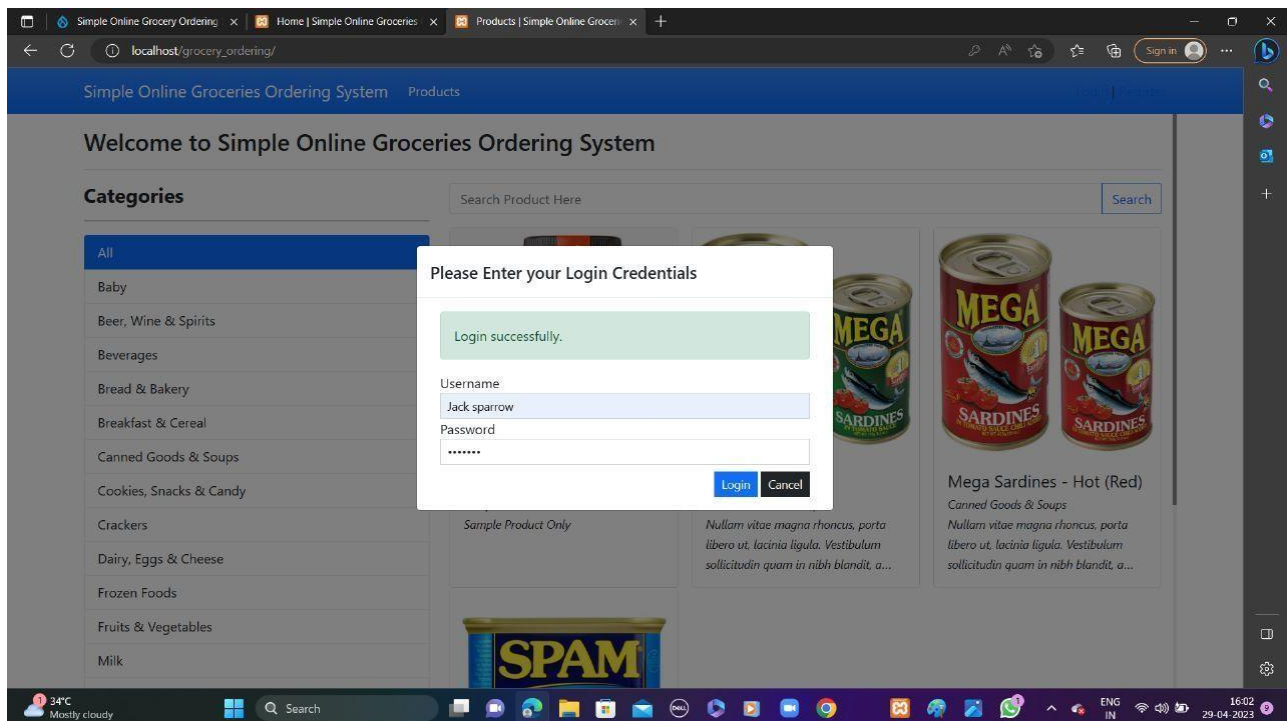 Simple Online Grocery Ordering
Home | Simple Online Groceries
Products | Simple Online Grocer
localhost/grocery_ordering/
Sign in
Simple Online Groceries Ordering System
Products
Welcome to Simple Online Groceries Ordering System
Categories
Search Product Here
Search
All
Baby
Beer, Wine & Spirits
Beverages
Bread & Bakery
Breakfast & Cereal
Canned Goods & Soups
Cookies, Snacks & Candy
Crackers
Dairy, Eggs & Cheese
Frozen Foods
Fruits & Vegetables
Milk
Please Enter your Login Credentials
Login successfully.
Username
Jack sparrow
Password
•••••••
Login
Cancel
Sample Product Only
MEGA
SARDINES
Nullam vitae magna rhoncus, porta
libero ut, lacinia ligula. Vestibulum
sollicitudin quam in nibh blandit, a...
MEGA
SARDINES
MEGA
SARDINES
Mega Sardines - Hot (Red)
Canned Goods & Soups
Nullam vitae magna rhoncus, porta
libero ut, lacinia ligula. Vestibulum
sollicitudin quam in nibh blandit, a...
SPAM
1
34°C
Mostly cloudy
Search
DELL
ENG
IN
16:02
29-04-2023
9